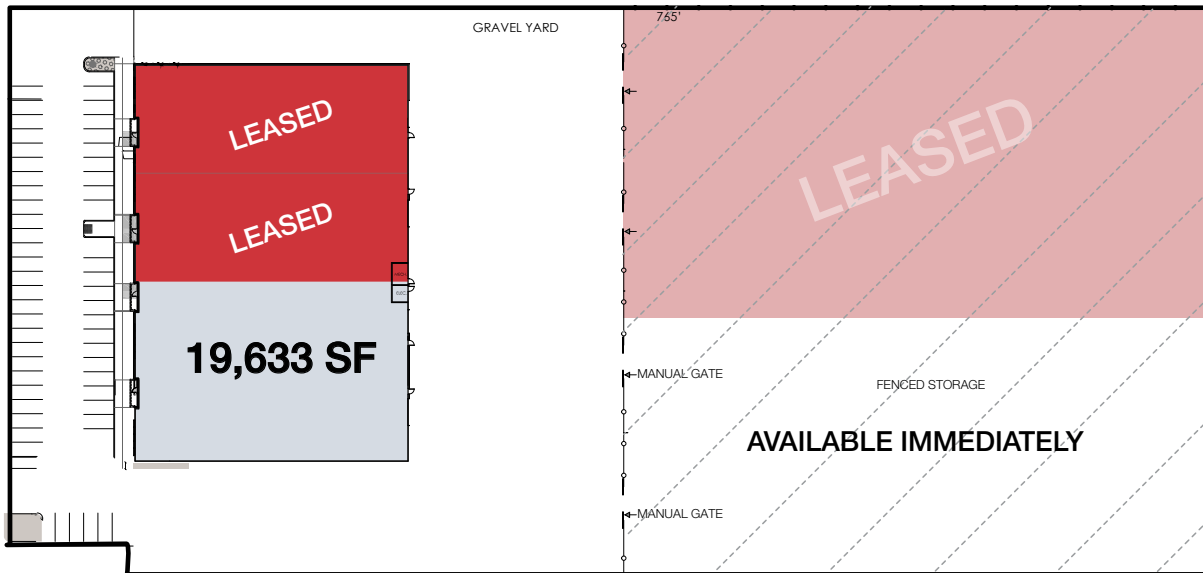 765'
GRAVEL YARD
LEASED
LEASED
LEASED
19,633 SF
MANUAL GATE
FENCED STORAGE
AVAILABLE IMMEDIATELY
MANUAL GATE